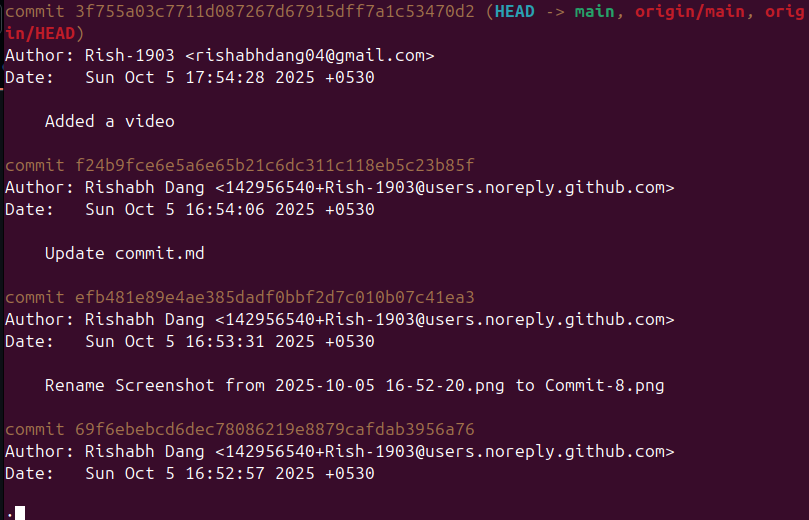 commit 3f755a03c7711d087267d67915dff7a1c53470d2 (HEAD -> main, origin/main, orig
in/HEAD)
Author: Rish-1903 <rishabhdang04@gmail.com>
Date:   Sun Oct 5 17:54:28 2025 +0530
    Added a video
commit f24b9fce6e5a6e65b21c6dc311c118eb5c23b85f
Author: Rishabh Dang <142956540+Rish-1903@users.noreply.github.com>
Date:   Sun Oct 5 16:54:06 2025 +0530
    Update commit.md
commit efb481e89e4ae385dadf0bbf2d7c010b07c41ea3
Author: Rishabh Dang <142956540+Rish-1903@users.noreply.github.com>
Date:   Sun Oct 5 16:53:31 2025 +0530
    Rename Screenshot from 2025-10-05 16-52-20.png to Commit-8.png
commit 69f6ebebcd6dec78086219e8879cafdab3956a76
Author: Rishabh Dang <142956540+Rish-1903@users.noreply.github.com>
Date:   Sun Oct 5 16:52:57 2025 +0530